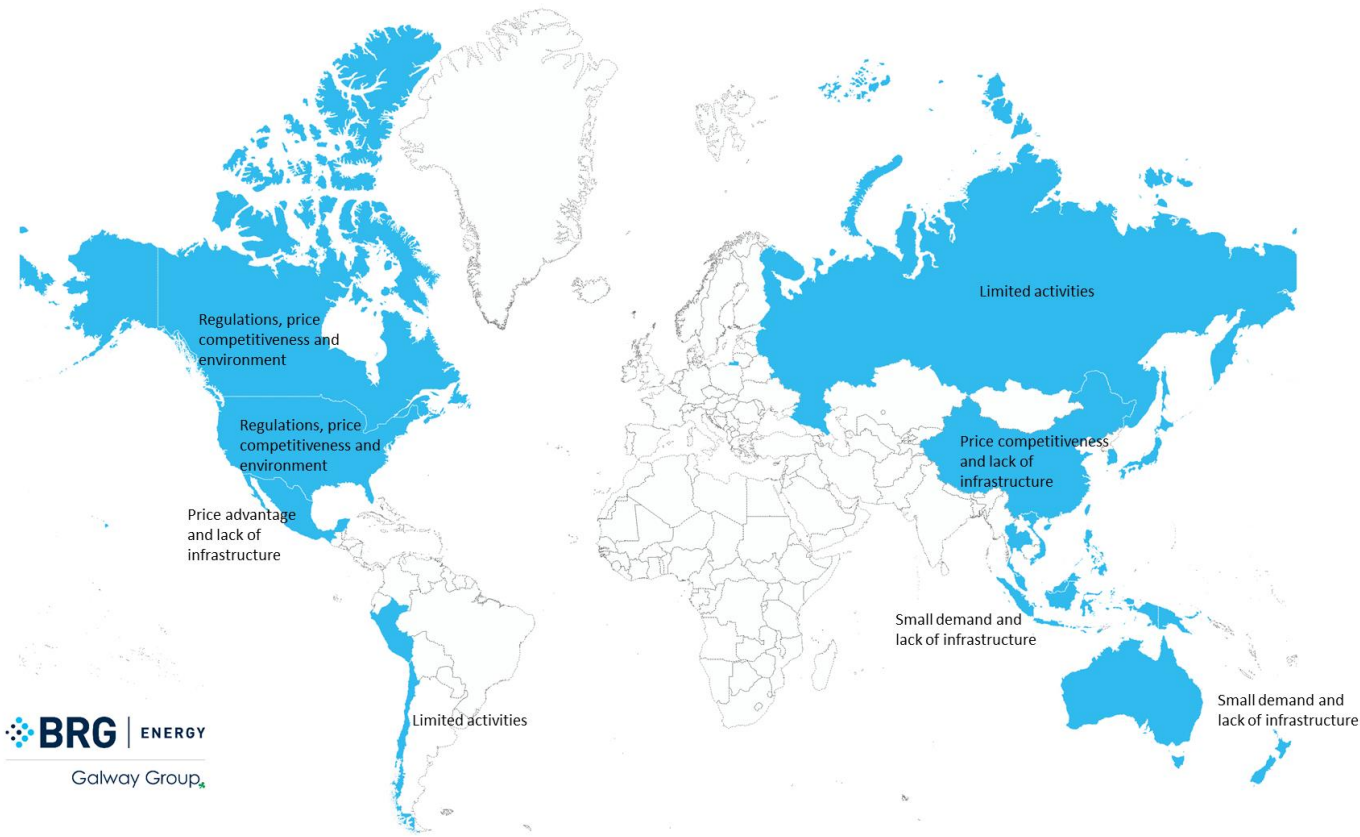 Limited activities
Regulations, price
competitiveness and
environment
Regulations, price
competitiveness and
environment
Price competitiveness
and lack of
infrastructure
Price advantage
and lack of
infrastructure
Small demand and
lack of infrastructure
Small demand and
lack of infrastructure
Limited activities
BRG | ENERGY
Galway Group